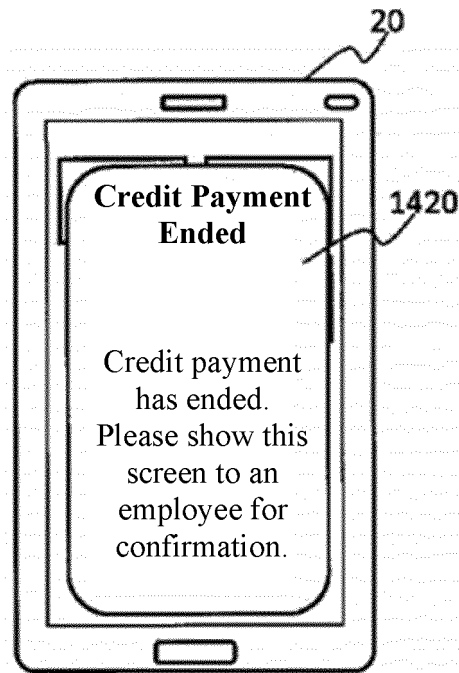 20
Credit Payment
Ended
1420
Credit payment
has ended.
Please show this
screen to an
employee for
confirmation.